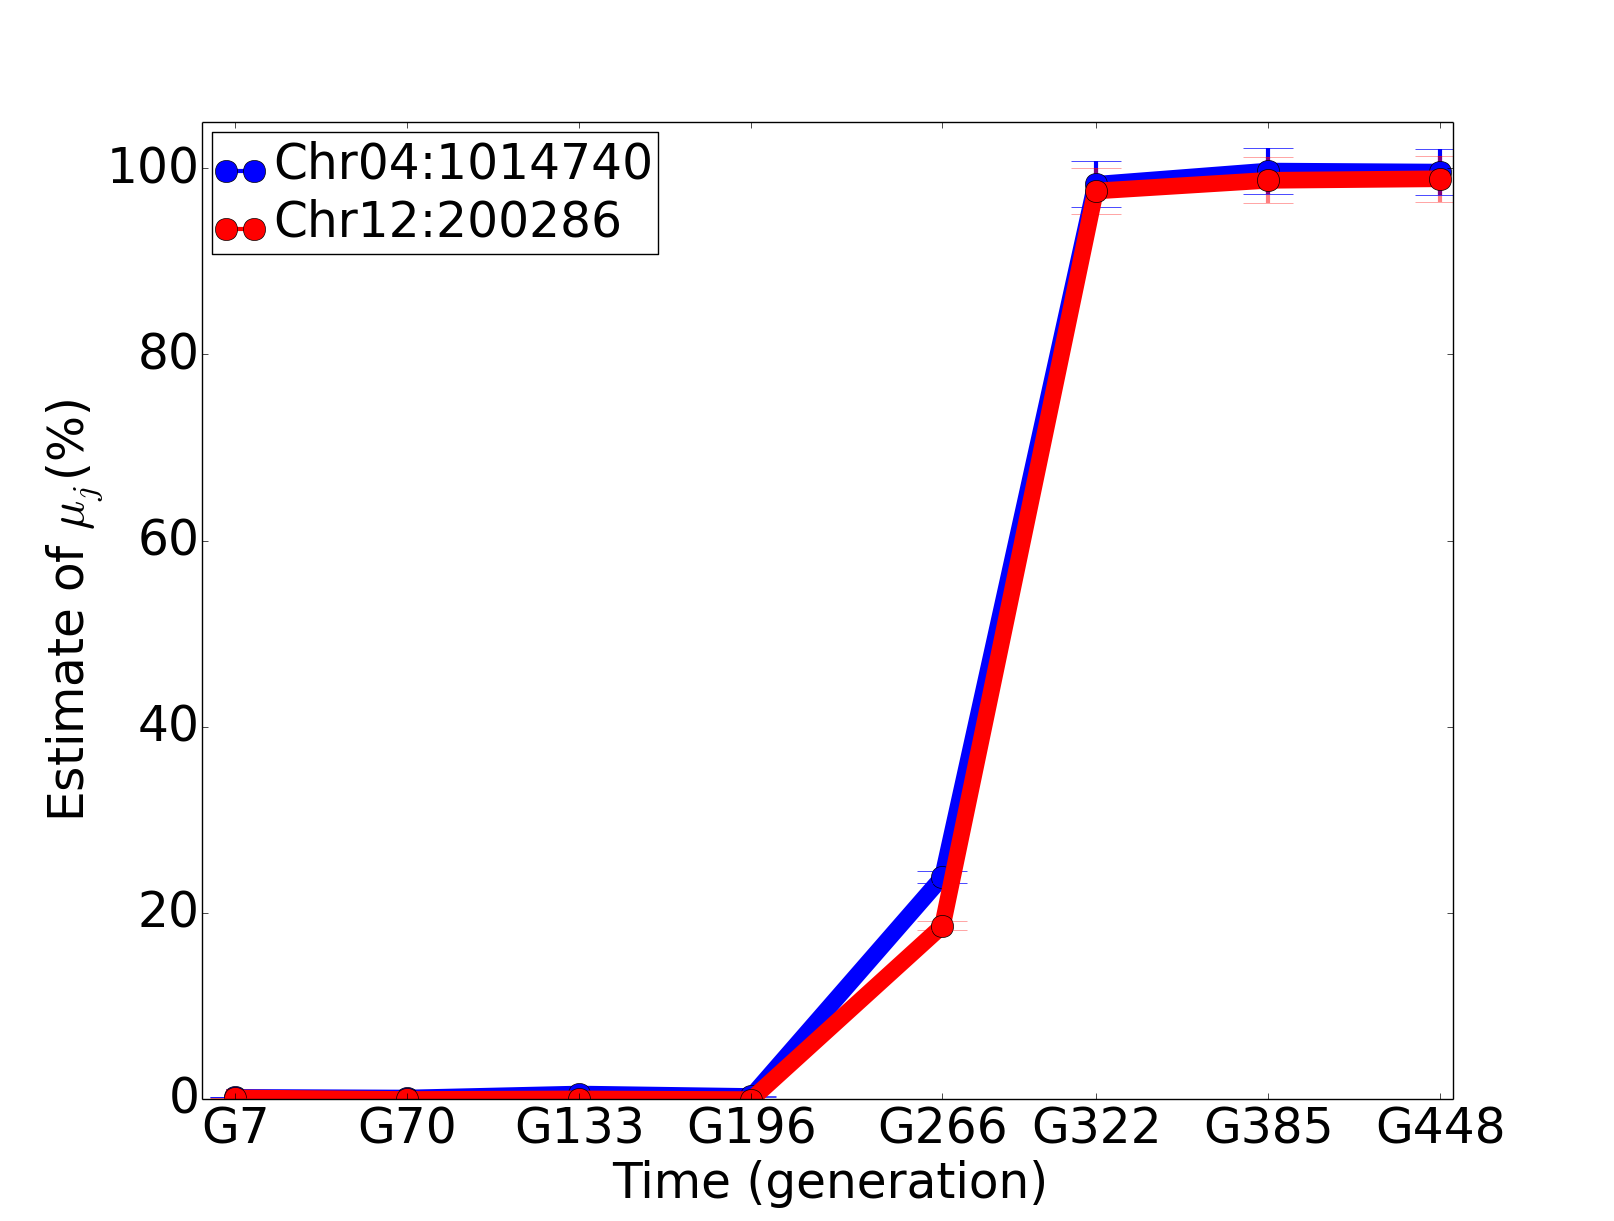 Chr04:1014740
Chr12:200286
100
80
60
40
20
0
Estimate of μj(%)
G7 G70 G133 G196 G266 G322 G385 G448
Time (generation)